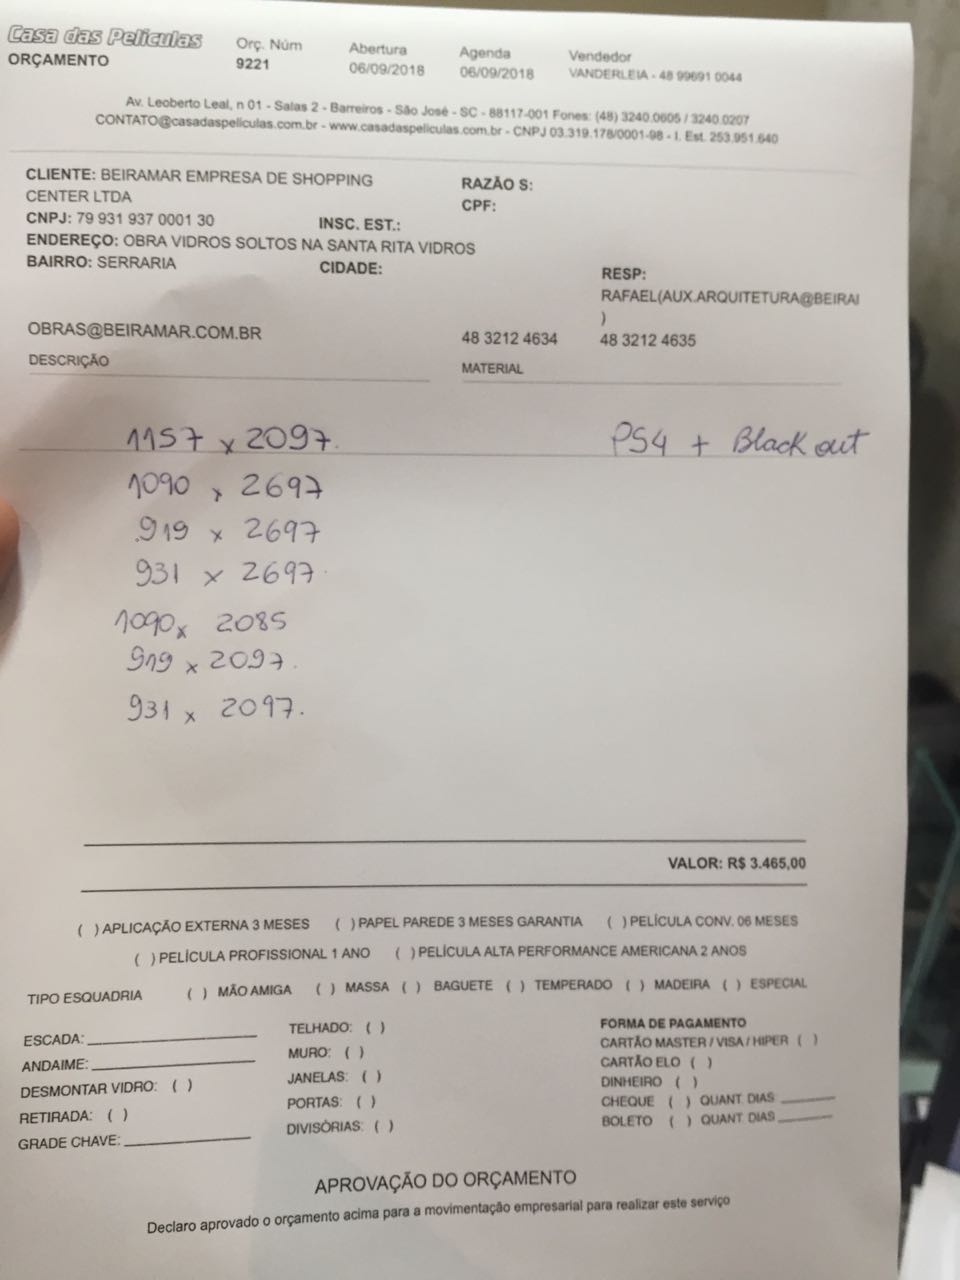 Casa das Películas
ORÇAMENTO
Orç. Núm
9221
Abertura
06/09/2018
Agenda
06/09/2018
Vendedor
VANDERLEIA - 48 99691 0044
Av. Leoberto Leal, n 01 - Salas 2 - Barreiros - São José - SC - 88117-001 Fones: (48) 3240.0605 / 3240.0207
CONTATO@casadaspeliculas.com.br - www.casadaspeliculas.com.br - CNPJ 03.319.178/0001-98 - I. Est. 253.951.640
CLIENTE: BEIRAMAR EMPRESA DE SHOPPING
CENTER LTDA
RAZÃO S:
CPF:
CNPJ: 79 931 937 0001 30
INSC. EST.:
ENDEREÇO: OBRA VIDROS SOLTOS NA SANTA RITA VIDROS
BAIRRO: SERRARIA
CIDADE:
RESP:
RAFAEL(AUX.ARQUITETURA@BEIRAI
)
OBRAS@BEIRAMAR.COM.BR
48 3212 4634
48 3212 4635
DESCRIÇÃO
MATERIAL
1157 x 2097.
PS4 + Black out
1090 x 2697
919 x 2697
931 x 2697
1090 x 2085
919 x 2097.
931 x 2097.
VALOR: R$ 3.465,00
( ) APLICAÇÃO EXTERNA 3 MESES ( ) PAPEL PAREDE 3 MESES GARANTIA ( ) PELÍCULA CONV. 06 MESES
( ) PELÍCULA PROFISSIONAL 1 ANO ( ) PELÍCULA ALTA PERFORMANCE AMERICANA 2 ANOS
TIPO ESQUADRIA ( ) MÃO AMIGA ( ) MASSA ( ) BAGUETE ( ) TEMPERADO ( ) MADEIRA ( ) ESPECIAL
ESCADA:
ANDAIME:
DESMONTAR VIDRO: ( )
RETIRADA: ( )
GRADE CHAVE:
TELHADO: ( )
MURO: ( )
JANELAS: ( )
PORTAS: ( )
DIVISÓRIAS: ( )
FORMA DE PAGAMENTO
CARTÃO MASTER / VISA / HIPER ( )
CARTÃO ELO ( )
DINHEIRO ( )
CHEQUE ( ) QUANT. DIAS
BOLETO ( ) QUANT. DIAS
APROVAÇÃO DO ORÇAMENTO
Declaro aprovado o orçamento acima para a movimentação empresarial para realizar este serviço